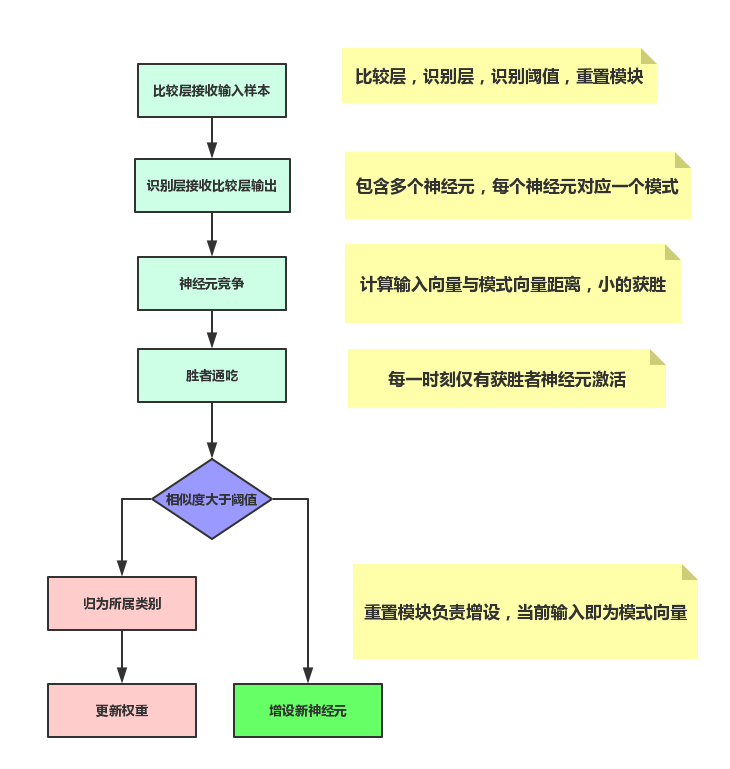 比较层接收输入样本
比较层，识别层，识别阈值，重置模块
识别层接收比较层输出
包含多个神经元，每个神经元对应一个模式
神经元竞争
计算输入向量与模式向量距离，小的获胜
胜者通吃
每一时刻仅有获胜者神经元激活
相似度大于阈值
归为所属类别
重置模块负责增设，当前输入即为模式向量
更新权重
增设新神经元